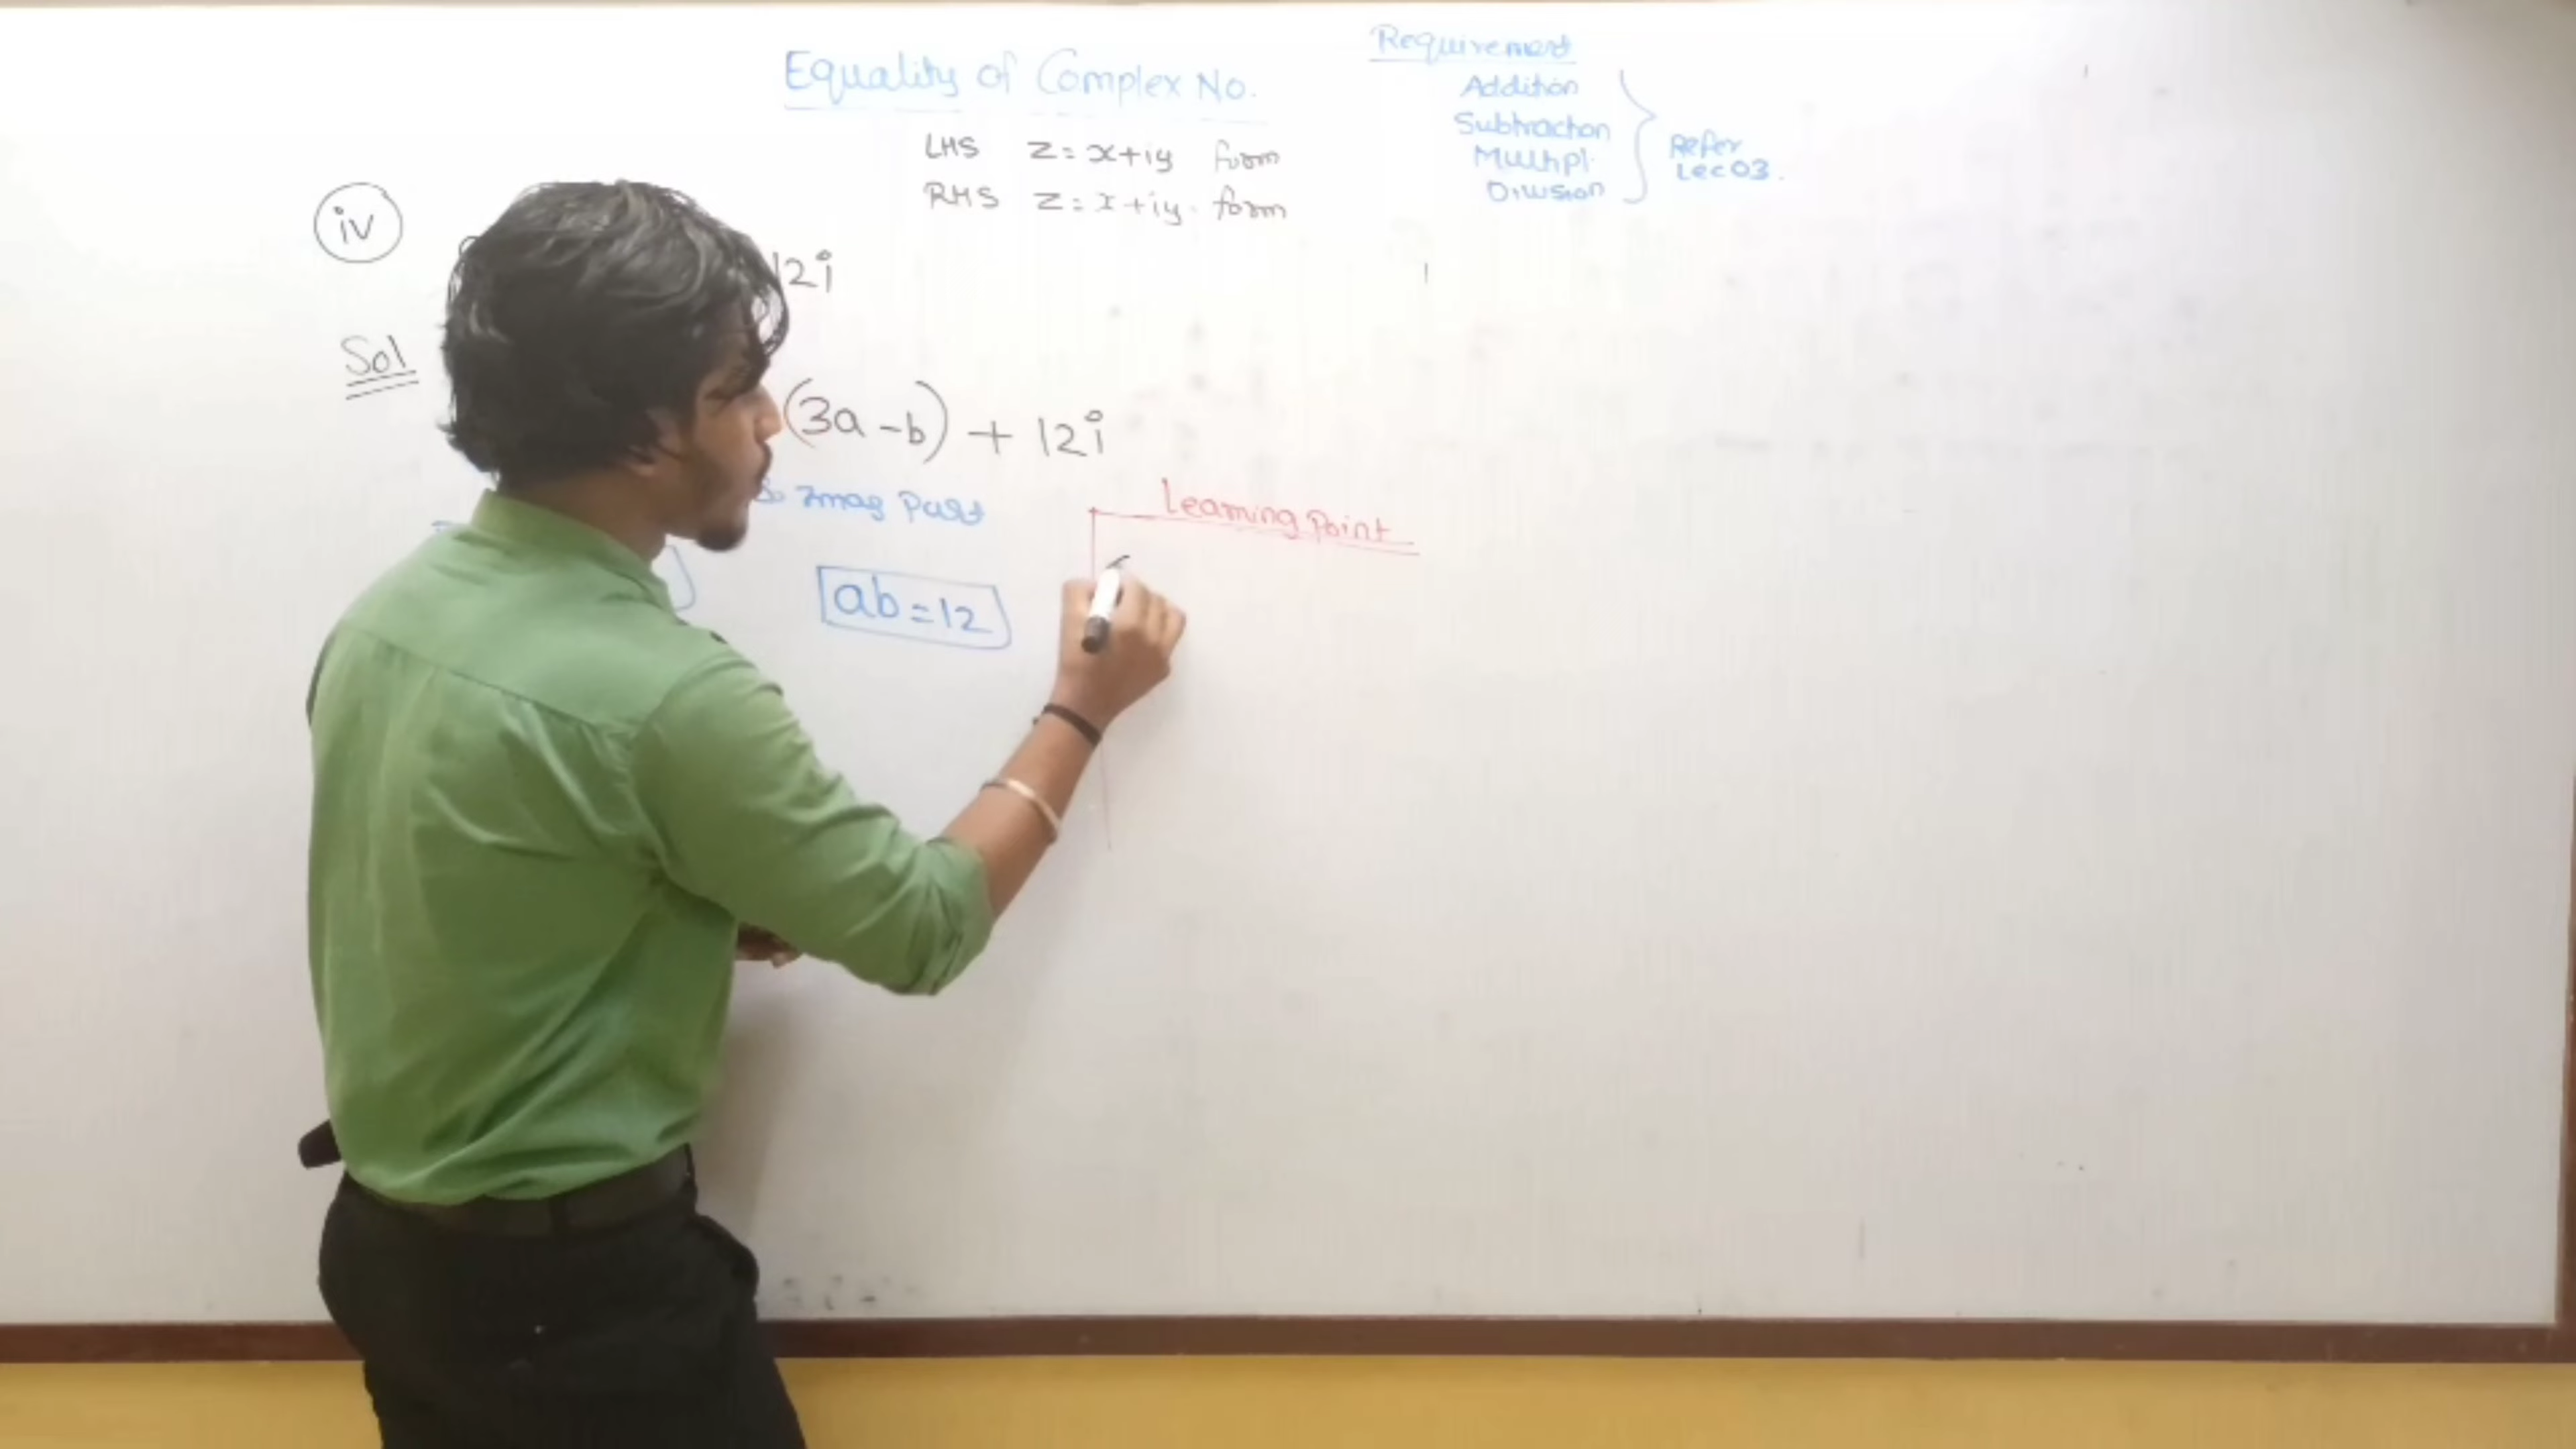 Equality of Complex No.
LHS z = x+iy form
RHS z = x+iy form
Requirement
Addition
Subtraction
Multipl.
Division
Refer
Lec 03.
iv
12i
Sol
(3a - b) + 12i
Imag Part
ab = 12
Learning Point